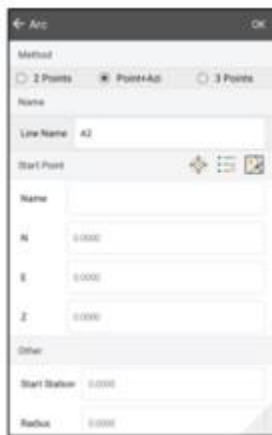 ← Arc OK
Method
2 Points Point+Azi 3 Points
Name
Line Name A2
Start Point
Name
N 0.0000
E 0.0000
Z 0.0000
Other
Start Station 0.0000
Radius 0.0000